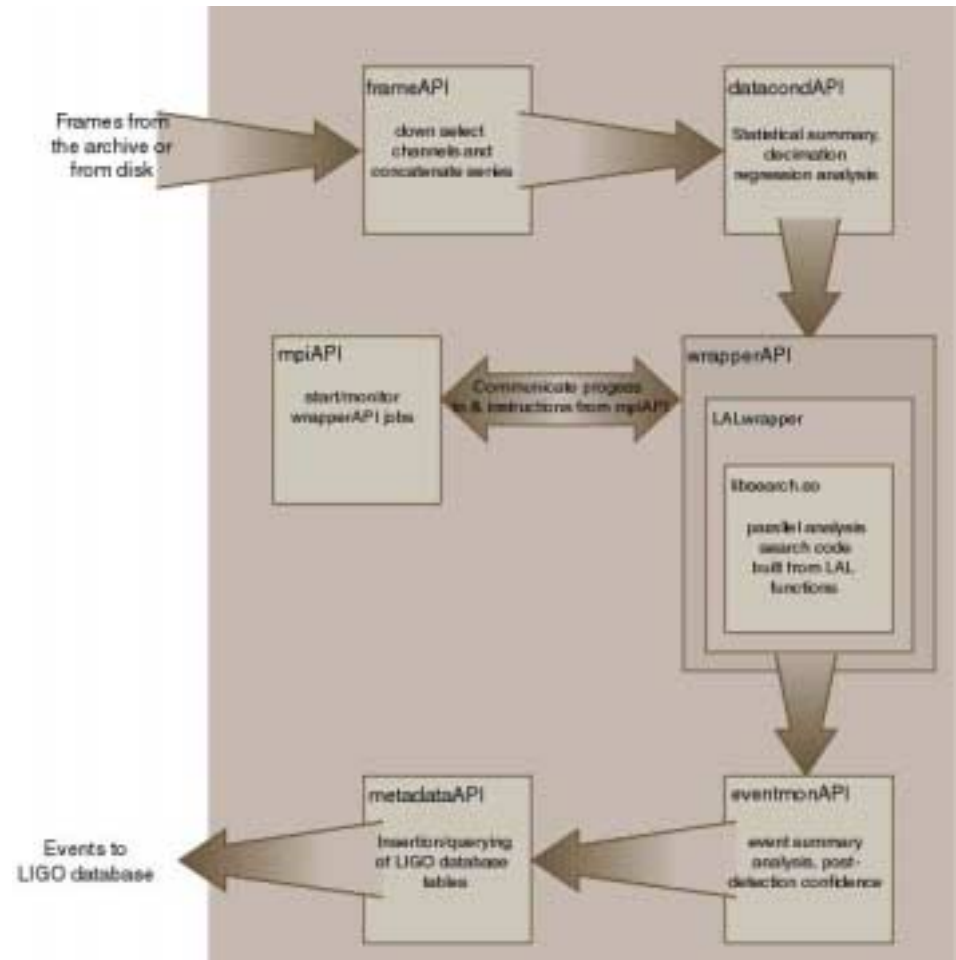 frameAPI
down select
channels and
concatenate series
datacondAPI
Statistical summary,
decimation
regression analysis
Frames from
the archive or
from disk
mpiAPI
start/monitor
wrapperAPI jobs
Communicate progess
to & instructions from mpiAPI
wrapperAPI
LALwrapper
libsearch.so
parallel analysis
search code
built from LAL
functions
metadataAPI
Insertion/querying
of LIGO database
tables
eventmonAPI
event summary
analysis, post-
detection confidence
Events to
LIGO database